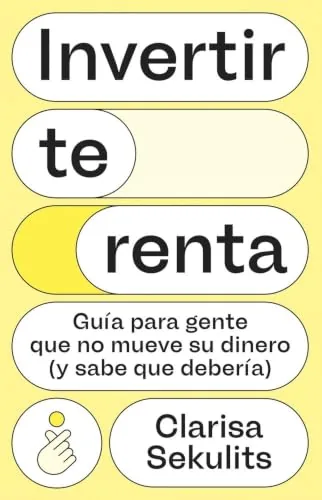 Invertir
te
renta
Guía para gente
que no mueve su dinero
(y sabe que debería)
Clarisa
Sekulits